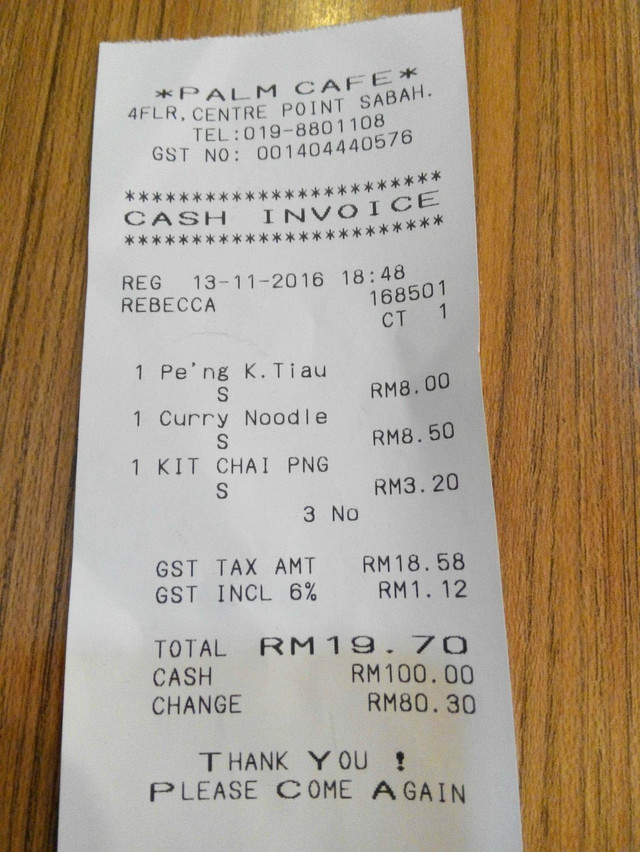 *PALM CAFE*
4FLR, CENTRE POINT SABAH.
TEL:019-8801108
GST NO: 001404440576
************************
CASH INVOICE
************************
REG 13-11-2016 18:48
REBECCA 168501
CT 1
1 Pe'ng K.Tiau
S RM8.00
1 Curry Noodle
S RM8.50
1 KIT CHAI PNG
S RM3.20
3 No
GST TAX AMT RM18.58
GST INCL 6% RM1.12
TOTAL RM19.70
CASH RM100.00
CHANGE RM80.30
THANK YOU !
PLEASE COME AGAIN